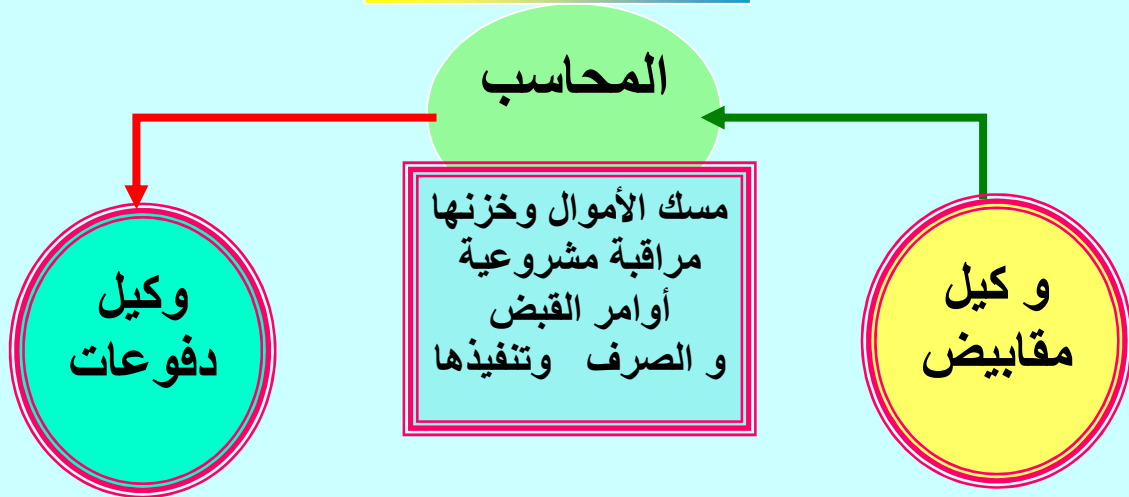 المحاسب
مسك الأموال وخزنها
مراقبة مشروعية
أوامر القبض
و الصرف وتنفيذها
و كيل
مقابيض
وكيل
دفوعات